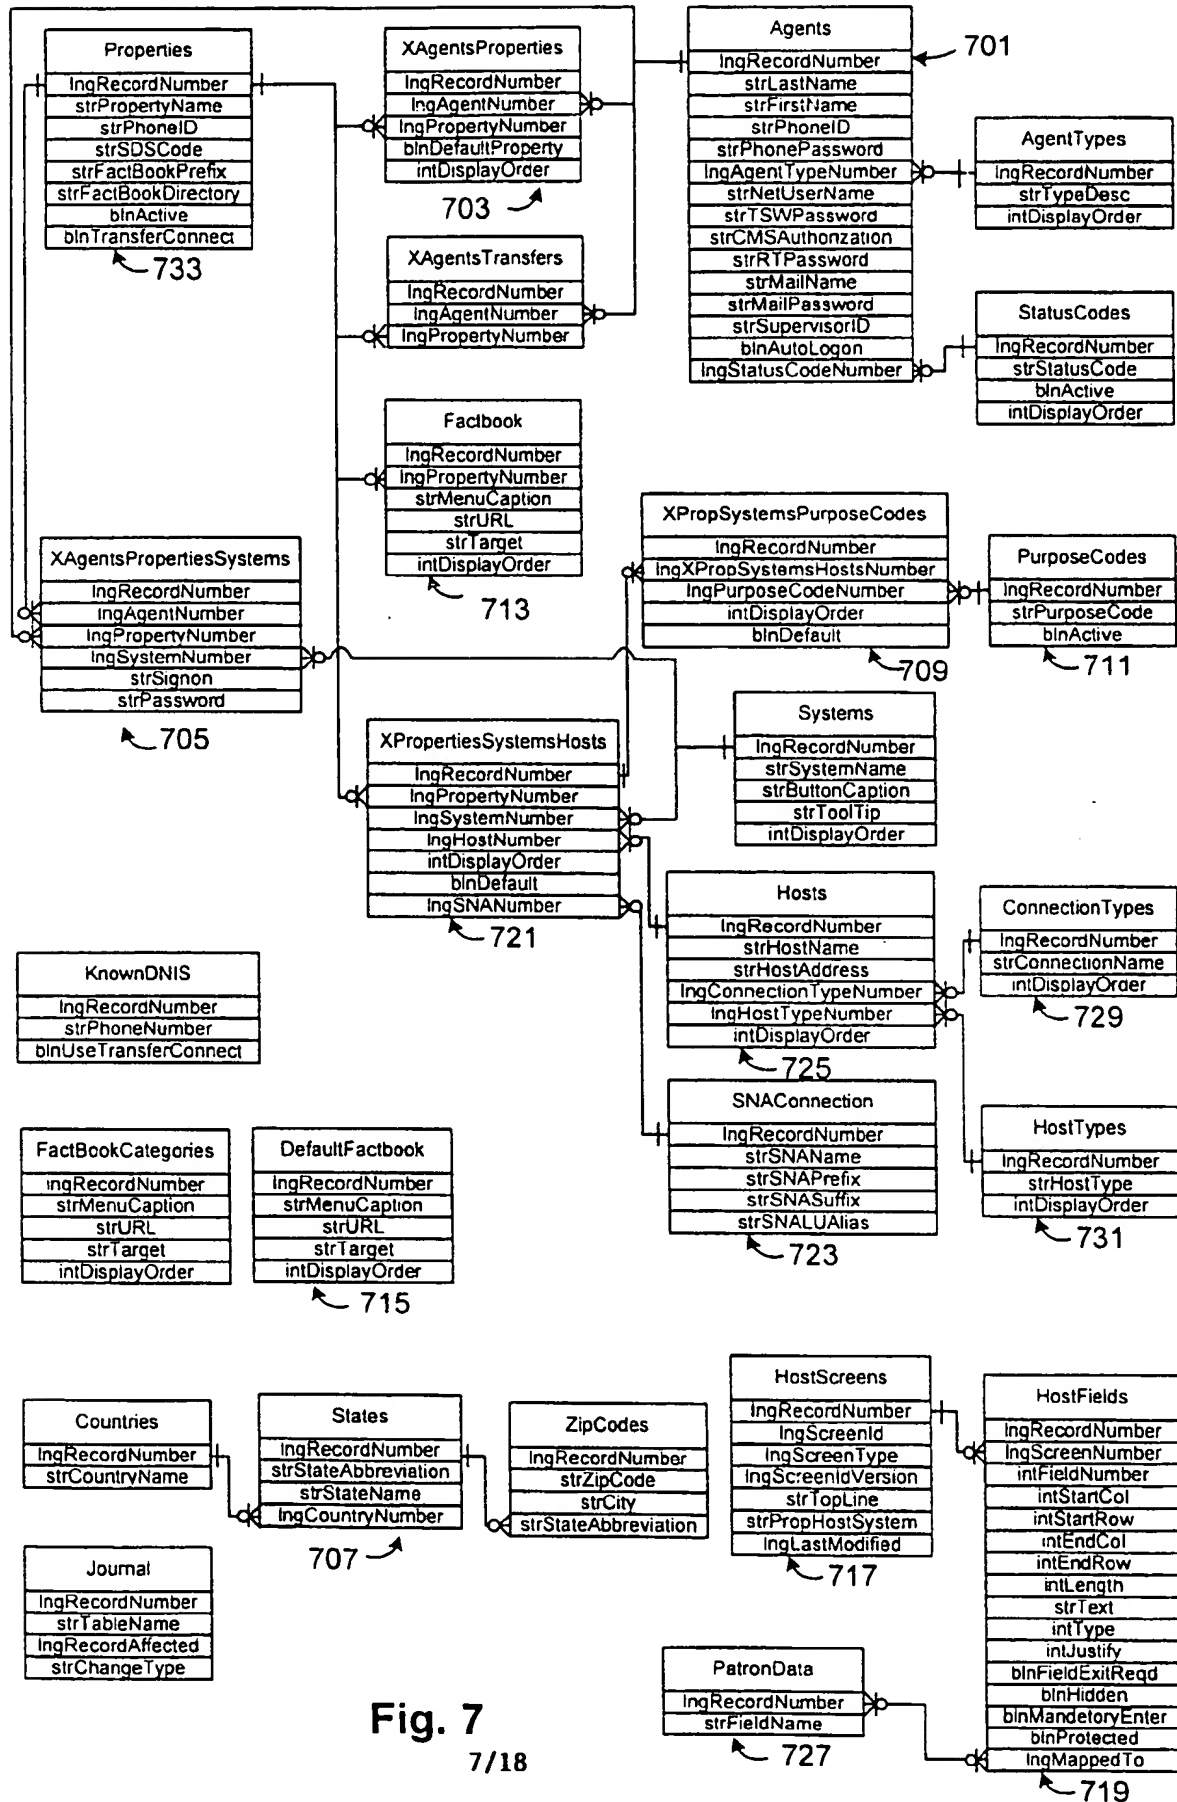 Properties
lngRecordNumber
strPropertyName
strPhoneID
strSDSCode
strFactBookPrefix
strFactBookDirectory
blnActive
blnTransferConnect
733
XAgentsProperties
lngRecordNumber
lngAgentNumber
lngPropertyNumber
blnDefaultProperty
intDisplayOrder
703
Agents
lngRecordNumber
strLastName
strFirstName
strPhoneID
strPhonePassword
lngAgentTypeNumber
strNetUserName
strTSWPassword
strCMSAuthorization
strRTPassword
strMailName
strMailPassword
strSupervisorID
blnAutoLogon
lngStatusCodeNumber
701
AgentTypes
lngRecordNumber
strTypeDesc
intDisplayOrder
XAgentsTransfers
lngRecordNumber
lngAgentNumber
lngPropertyNumber
StatusCodes
lngRecordNumber
strStatusCode
blnActive
intDisplayOrder
Factbook
lngRecordNumber
lngPropertyNumber
strMenuCaption
strURL
strTarget
intDisplayOrder
713
XAgentsPropertiesSystems
lngRecordNumber
lngAgentNumber
lngPropertyNumber
lngSystemNumber
strSignon
strPassword
705
XPropSystemsPurposeCodes
lngRecordNumber
lngXPropSystemsHostsNumber
lngPurposeCodeNumber
intDisplayOrder
blnDefault
709
PurposeCodes
lngRecordNumber
strPurposeCode
blnActive
711
XPropertiesSystemsHosts
lngRecordNumber
lngPropertyNumber
lngSystemNumber
lngHostNumber
intDisplayOrder
blnDefault
lngSNANumber
721
Systems
lngRecordNumber
strSystemName
strButtonCaption
strToolTip
intDisplayOrder
Hosts
lngRecordNumber
strHostName
strHostAddress
lngConnectionTypeNumber
lngHostTypeNumber
intDisplayOrder
725
ConnectionTypes
lngRecordNumber
strConnectionName
intDisplayOrder
729
KnownDNIS
lngRecordNumber
strPhoneNumber
blnUseTransferConnect
SNAConnection
lngRecordNumber
strSNAName
strSNAPrefix
strSNASuffix
strSNALUAlias
723
HostTypes
lngRecordNumber
strHostType
intDisplayOrder
731
FactBookCategories
lngRecordNumber
strMenuCaption
strURL
strTarget
intDisplayOrder
DefaultFactbook
lngRecordNumber
strMenuCaption
strURL
strTarget
intDisplayOrder
715
Countries
lngRecordNumber
strCountryName
States
lngRecordNumber
strStateAbbreviation
strStateName
lngCountryNumber
707
ZipCodes
lngRecordNumber
strZipCode
strCity
strStateAbbreviation
HostScreens
lngRecordNumber
lngScreenId
lngScreenType
lngScreenIdVersion
strTopLine
strPropHostSystem
lngLastModified
717
HostFields
lngRecordNumber
lngScreenNumber
intFieldNumber
intStartCol
intStartRow
intEndCol
intEndRow
intLength
strText
intType
intJustify
blnFieldExitReqd
blnHidden
blnMandetoryEnter
blnProtected
lngMappedTo
719
Journal
lngRecordNumber
strTableName
lngRecordAffected
strChangeType
PatronData
lngRecordNumber
strFieldName
727
Fig. 7
7/18